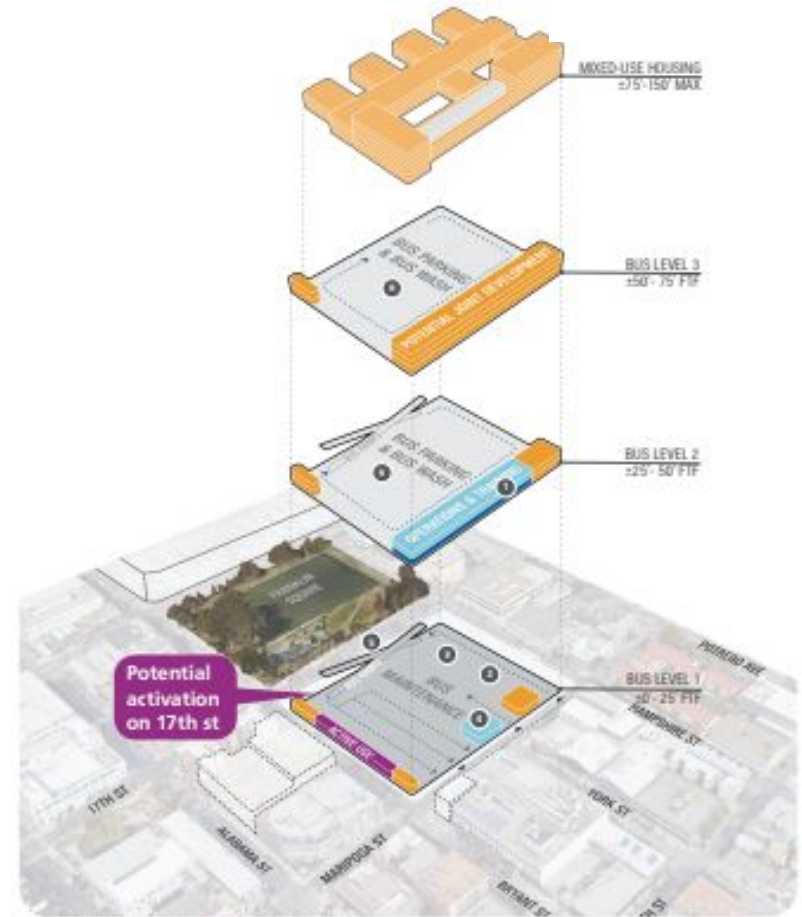 MIXED-USE HOUSING
±75'-150' MAX
BUS PARKING
& BUS WASH
POTENTIAL JOINT DEVELOPMENT
BUS LEVEL 3
±50'- 75' FTF
BUS PARKING
& BUS WASH
OPERATIONS & TRAINING
BUS LEVEL 2
±25'- 50' FTF
FRANKLIN
SQUARE
Potential
activation
on 17th st
BUS
MAINTENANCE
ACTIVE USE
BUS LEVEL 1
±0 - 25' FTF
POTRERO AVE
HAMPSHIRE ST
YORK ST
BRYANT ST
17TH ST
ALABAMA ST
MARIPOSA ST